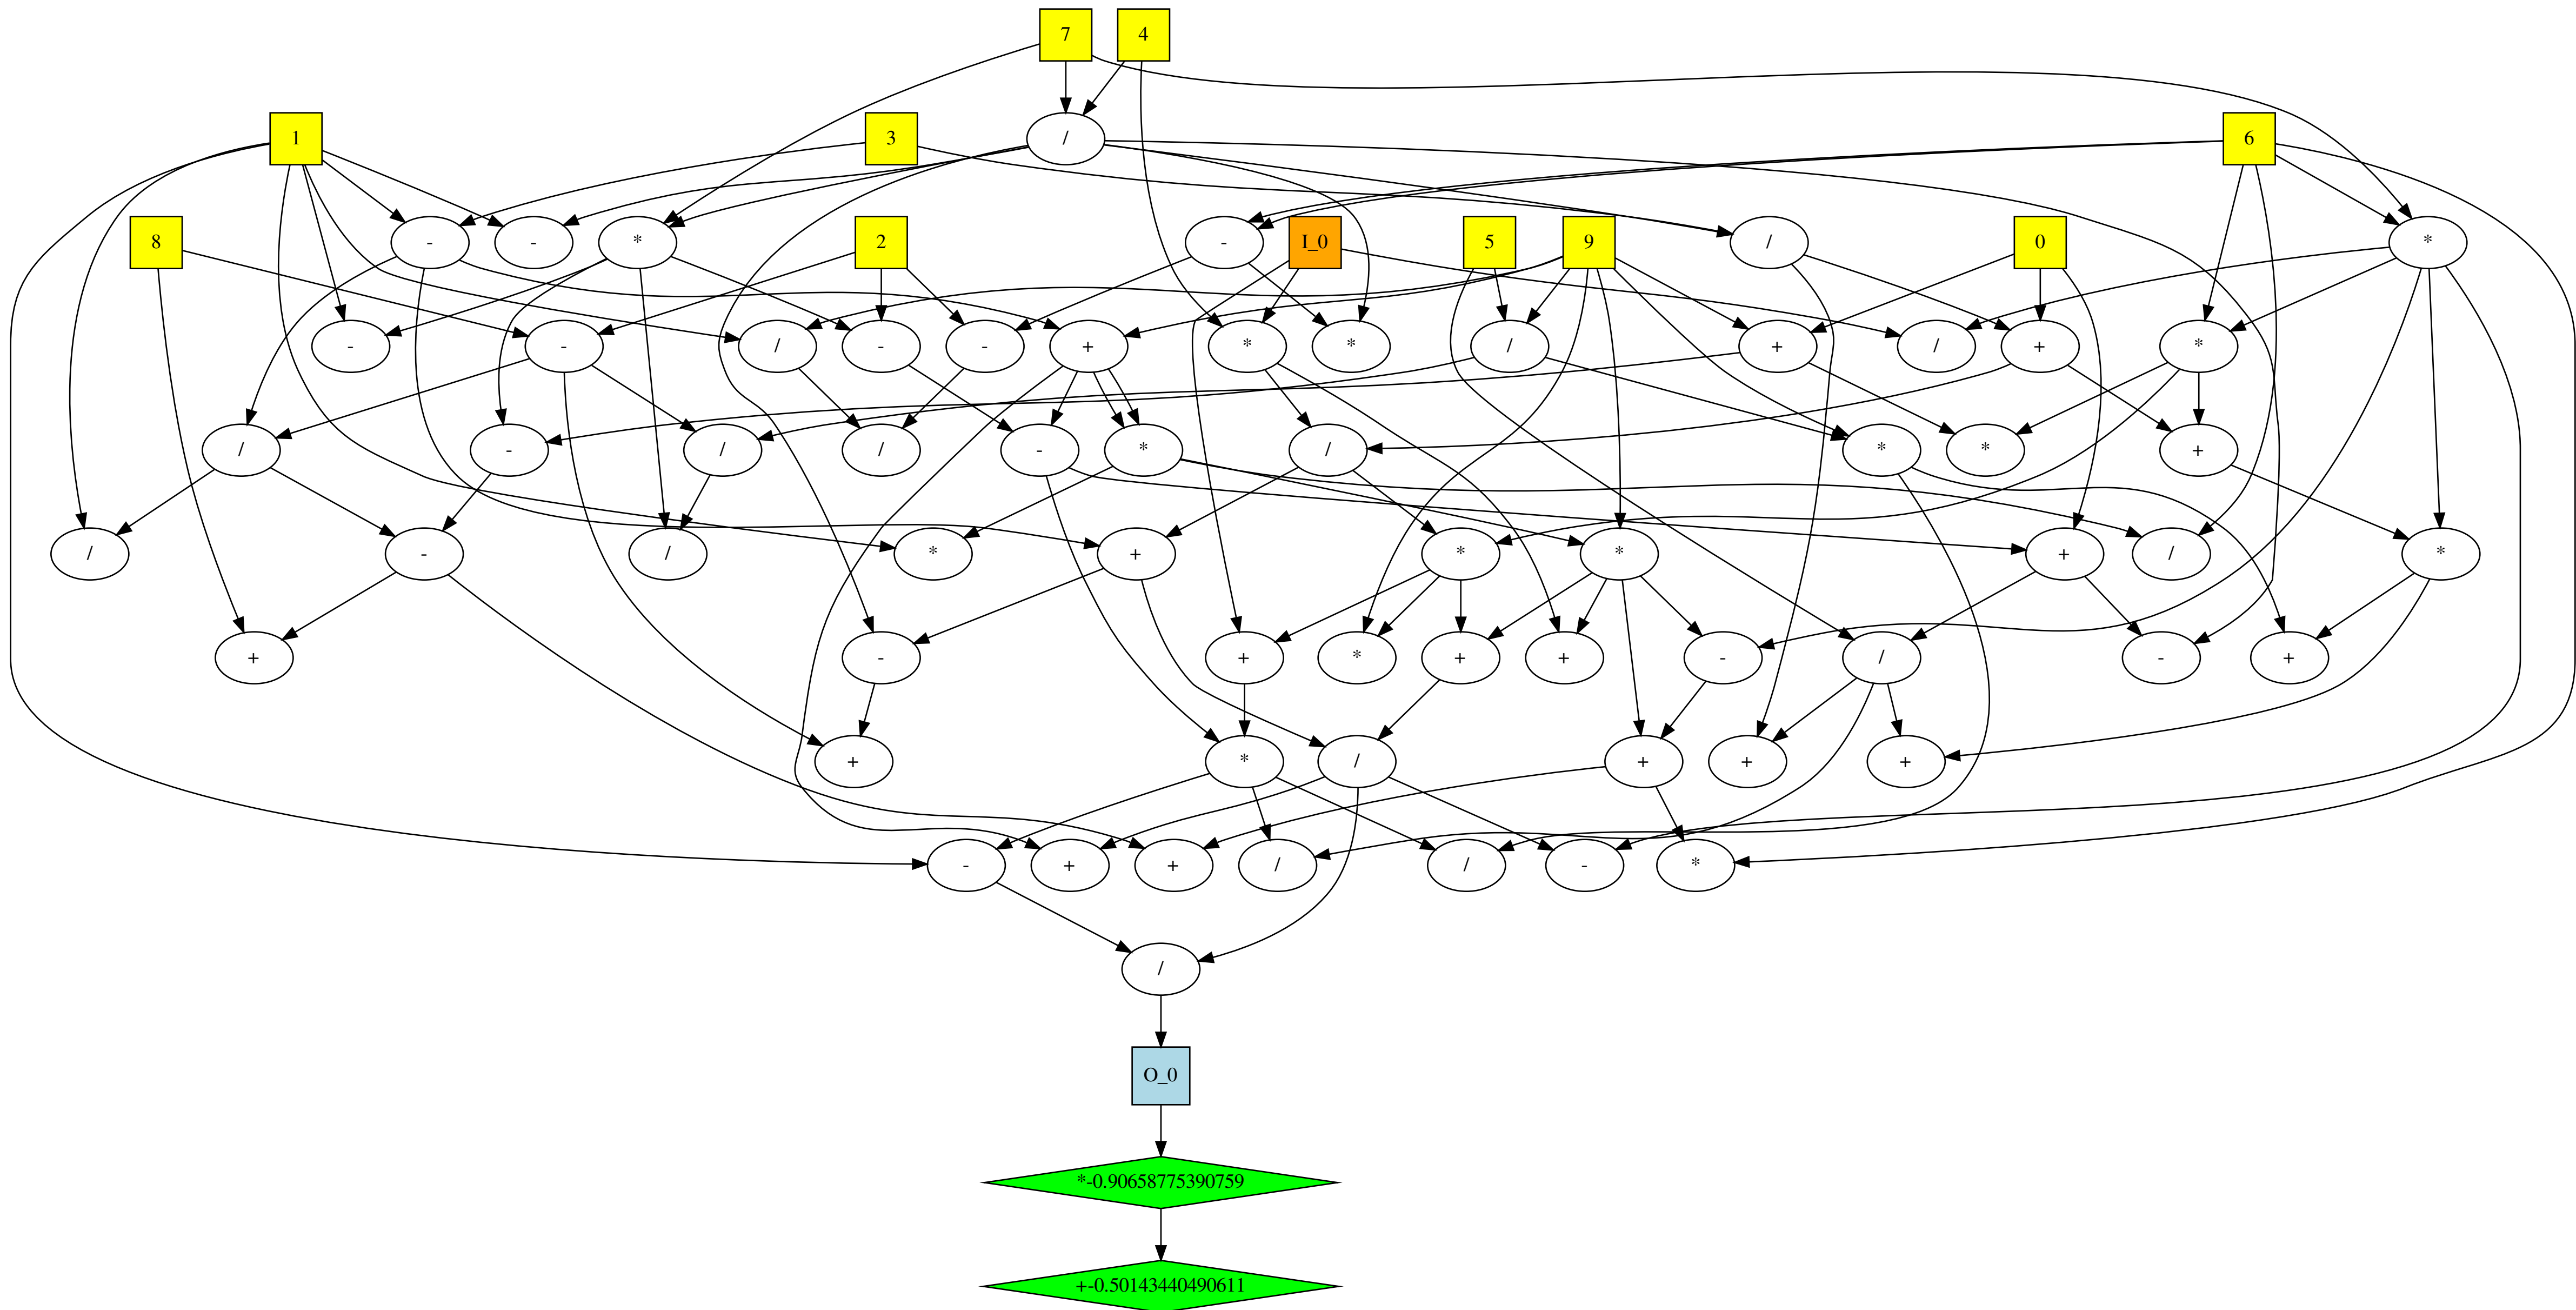 7 4
1 3 / 6
8 - - * 2 - I_0 5 9 / 0 *
- - / - - + * * / + / + *
/ - / / - * / * * +
/ - / * + * * + / *
+ - + * + + - / - +
+ * / + + +
- + + / / - *
/
O_0
*-0.90658775390759
+-0.50143440490611